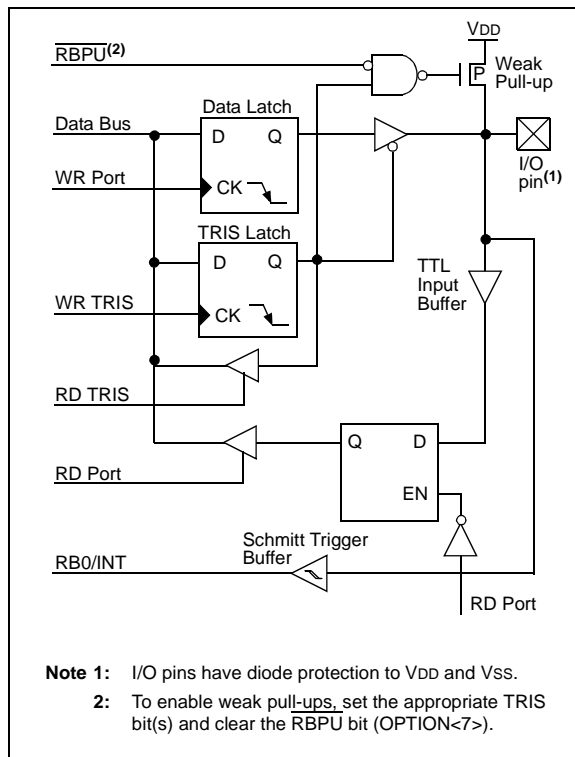 VDD
RBPU(2)
P
Weak
Pull-up
Data Latch
Data Bus
D
Q
I/O
pin(1)
WR Port
CK
TRIS Latch
D
Q
TTL
Input
Buffer
WR TRIS
CK
RD TRIS
Q
D
RD Port
EN
Schmitt Trigger
Buffer
RB0/INT
RD Port
Note 1: I/O pins have diode protection to VDD and VSS.
2: To enable weak pull-ups, set the appropriate TRIS
bit(s) and clear the RBPU bit (OPTION<7>).